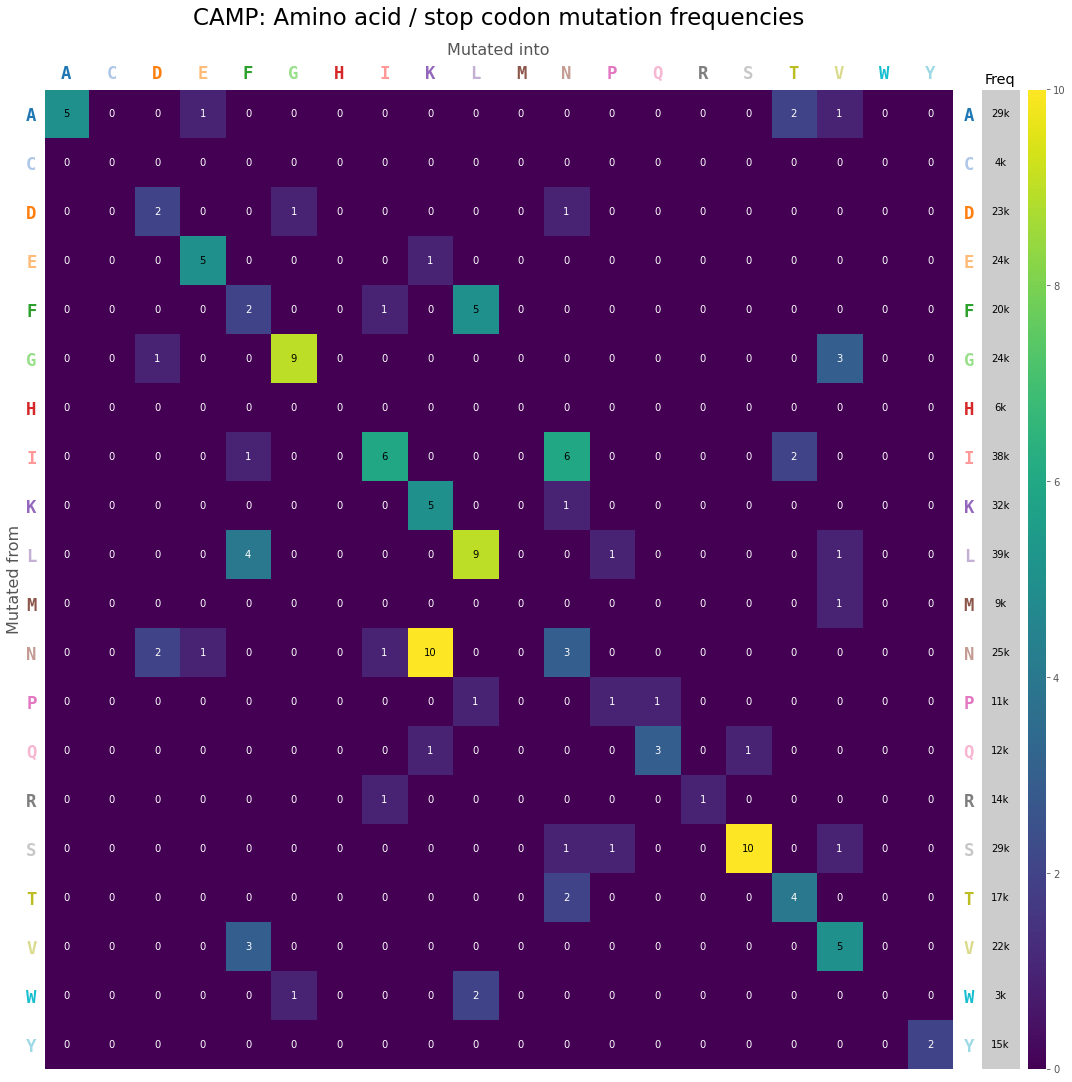 CAMP: Amino acid / stop codon mutation frequencies
Mutated into
A C D E F G H I K L M N P Q R S T V W Y
Freq
10
A 5 0 0 1 0 0 0 0 0 0 0 0 0 0 0 0 2 1 0 0 A 29k
C 0 0 0 0 0 0 0 0 0 0 0 0 0 0 0 0 0 0 0 0 C 4k
D 0 0 2 0 0 1 0 0 0 0 0 1 0 0 0 0 0 0 0 0 D 23k
E 0 0 0 5 0 0 0 0 1 0 0 0 0 0 0 0 0 0 0 0 E 24k
8
F 0 0 0 0 2 0 0 1 0 5 0 0 0 0 0 0 0 0 0 0 F 20k
G 0 0 1 0 0 9 0 0 0 0 0 0 0 0 0 0 0 3 0 0 G 24k
H 0 0 0 0 0 0 0 0 0 0 0 0 0 0 0 0 0 0 0 0 H 6k
I 0 0 0 0 1 0 0 6 0 0 0 6 0 0 0 0 2 0 0 0 I 38k
6
K 0 0 0 0 0 0 0 0 5 0 0 1 0 0 0 0 0 0 0 0 K 32k
Mutated from
L 0 0 0 0 4 0 0 0 0 9 0 0 1 0 0 0 0 1 0 0 L 39k
M 0 0 0 0 0 0 0 0 0 0 0 0 0 0 0 0 0 1 0 0 M 9k
N 0 0 2 1 0 0 0 1 10 0 0 3 0 0 0 0 0 0 0 0 N 25k
4
P 0 0 0 0 0 0 0 0 0 1 0 0 1 1 0 0 0 0 0 0 P 11k
Q 0 0 0 0 0 0 0 0 1 0 0 0 0 3 0 1 0 0 0 0 Q 12k
R 0 0 0 0 0 0 0 1 0 0 0 0 0 0 1 0 0 0 0 0 R 14k
S 0 0 0 0 0 0 0 0 0 0 0 1 1 0 0 10 0 1 0 0 S 29k
2
T 0 0 0 0 0 0 0 0 0 0 0 2 0 0 0 0 4 0 0 0 T 17k
V 0 0 0 0 3 0 0 0 0 0 0 0 0 0 0 0 0 5 0 0 V 22k
W 0 0 0 0 0 1 0 0 0 2 0 0 0 0 0 0 0 0 0 0 W 3k
Y 0 0 0 0 0 0 0 0 0 0 0 0 0 0 0 0 0 0 0 2 Y 15k
0